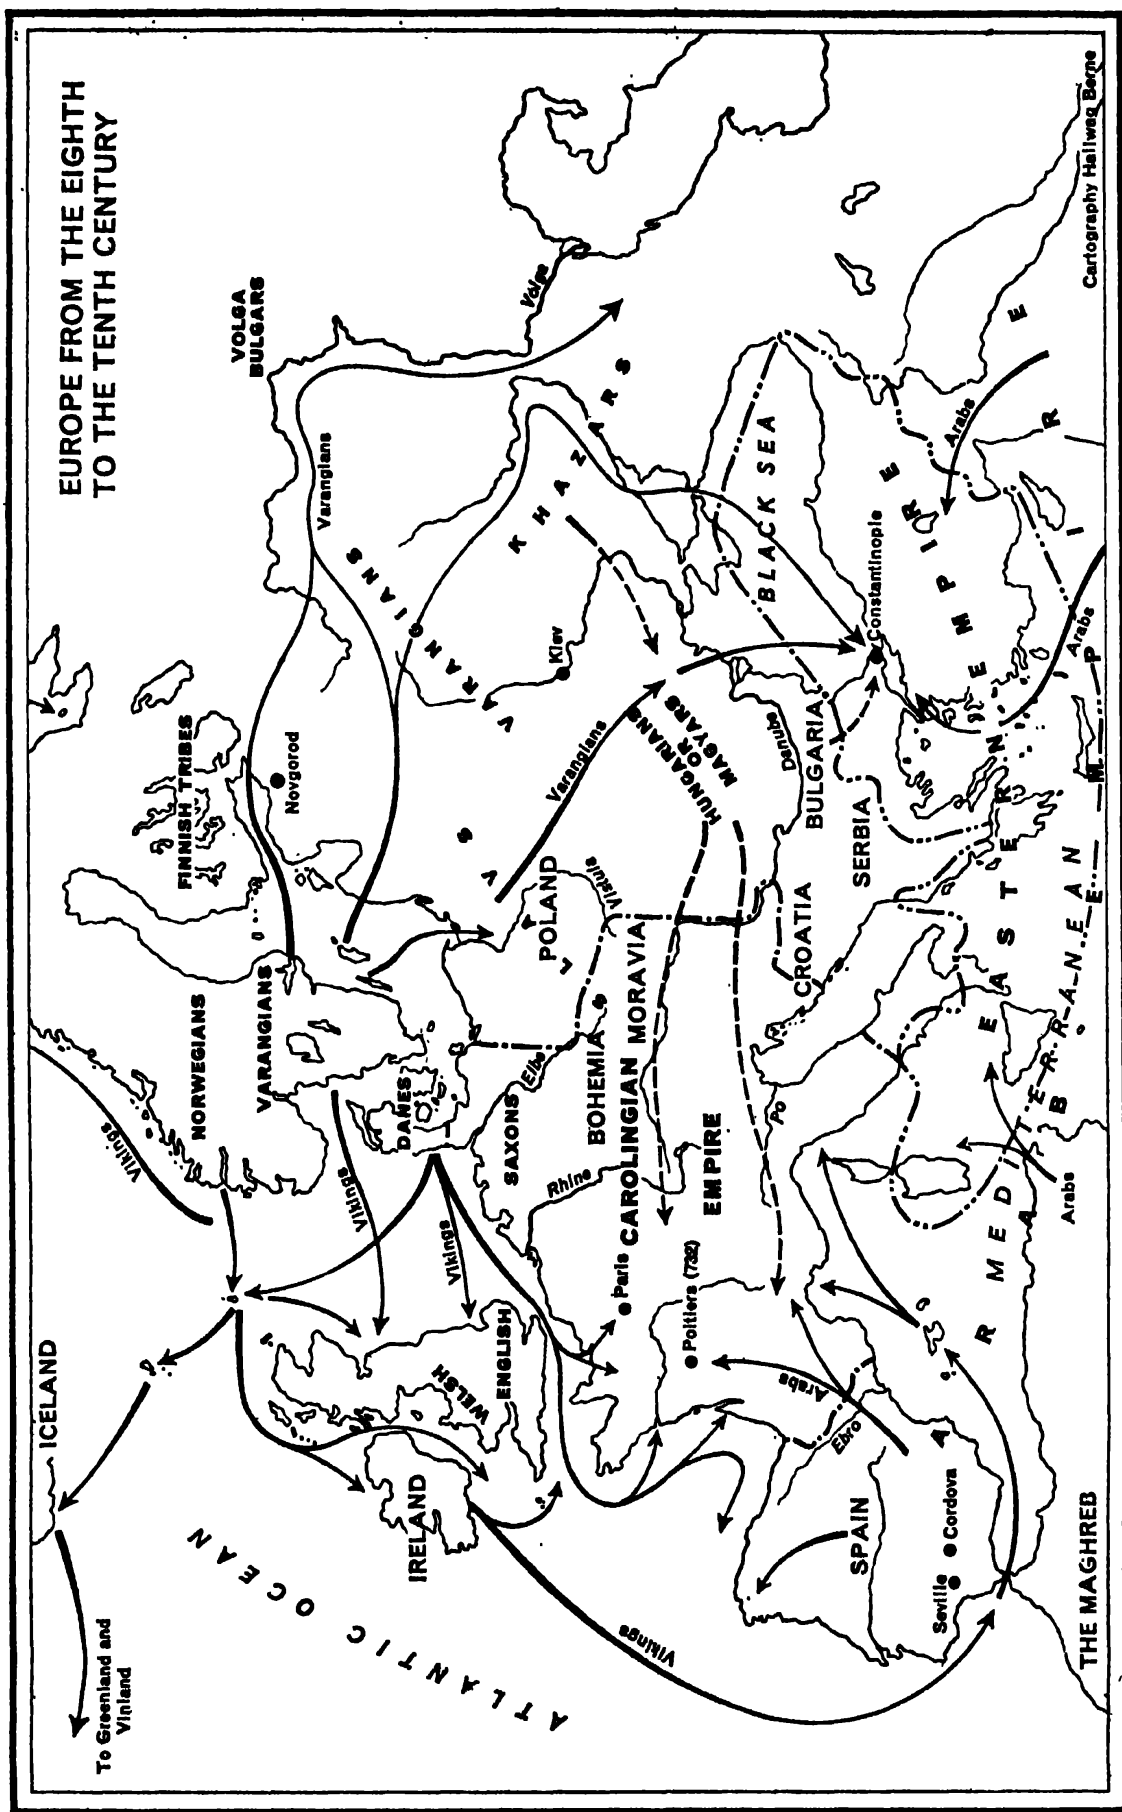 EUROPE FROM THE EIGHTH
TO THE TENTH CENTURY
ICELAND
To Greenland and
Vinland
ATLANTIC OCEAN
Vikings
NORWEGIANS
VARANGIANS
FINNISH TRIBES
Novgorod
Varangians
VOLGA
BULGARS
Volga
VARANGIANS
KHAZARS
Kiev
Vikings
DANES
Vikings
IRELAND
WELSH
ENGLISH
SAXONS
Elbe
Rhine
POLAND
Vistula
SLAV
Varangians
BOHEMIA
MORAVIA
CAROLINGIAN
EMPIRE
HUNGARIANS
OR
MAGYARS
Paris
Poitiers (732)
Vikings
Danube
BLACK SEA
Po
CROATIA
SERBIA
BULGARIA
Constantinople
Arabs
Ebro
SPAIN
Seville
Cordova
EASTERN EMPIRE
Arabs
Arabs
Arabs
MEDITERRANEAN
ARAB EMPIRE
THE MAGHREB
Cartography Hallwag Berne